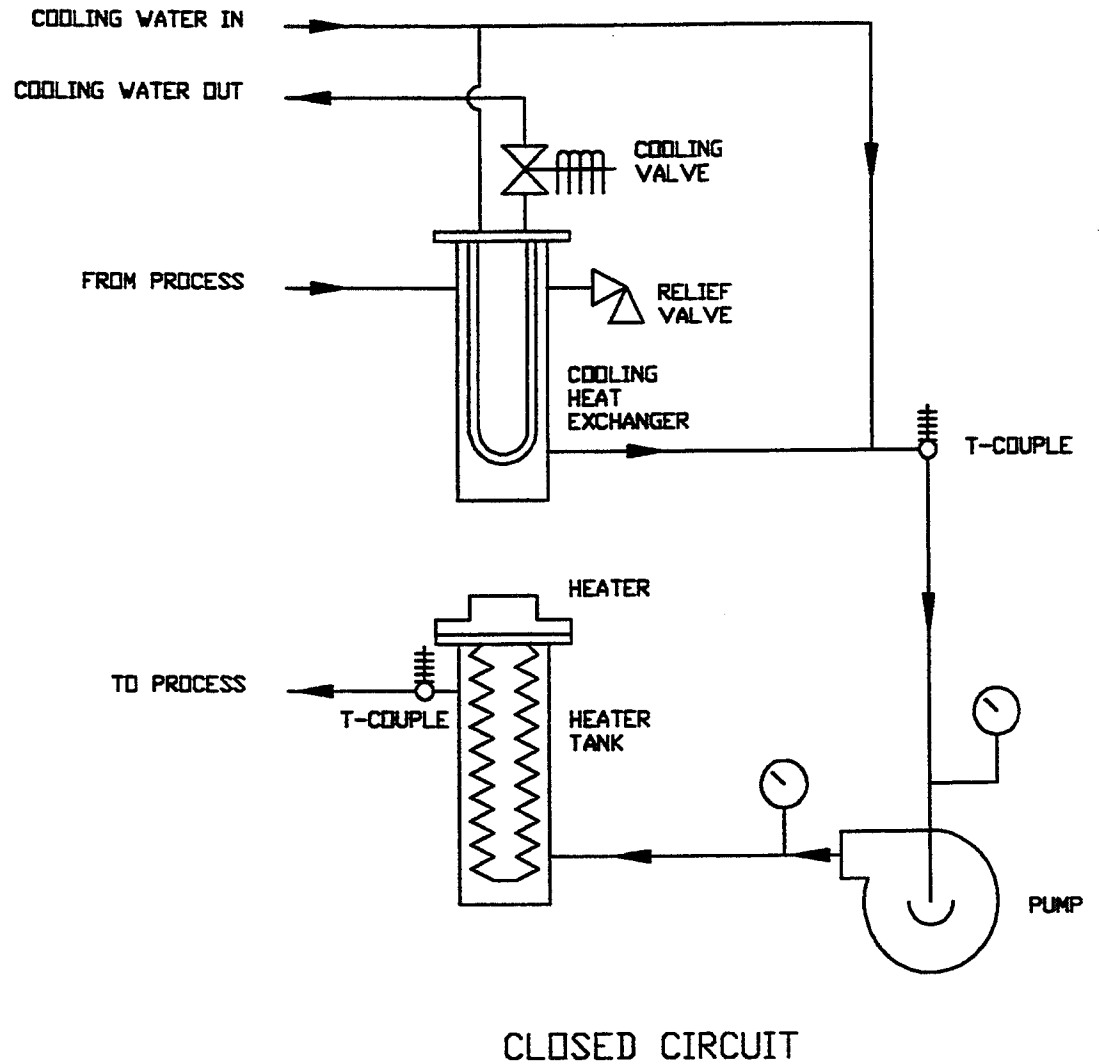 COOLING WATER IN
COOLING WATER OUT
COOLING
VALVE
FROM PROCESS
RELIEF
VALVE
COOLING
HEAT
EXCHANGER
T-COUPLE
HEATER
TO PROCESS
T-COUPLE
HEATER
TANK
PUMP
CLOSED CIRCUIT